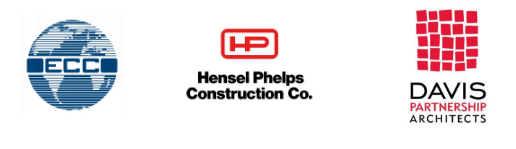 ECC
HP
Hensel Phelps
Construction Co.
DAVIS
PARTNERSHIP
ARCHITECTS